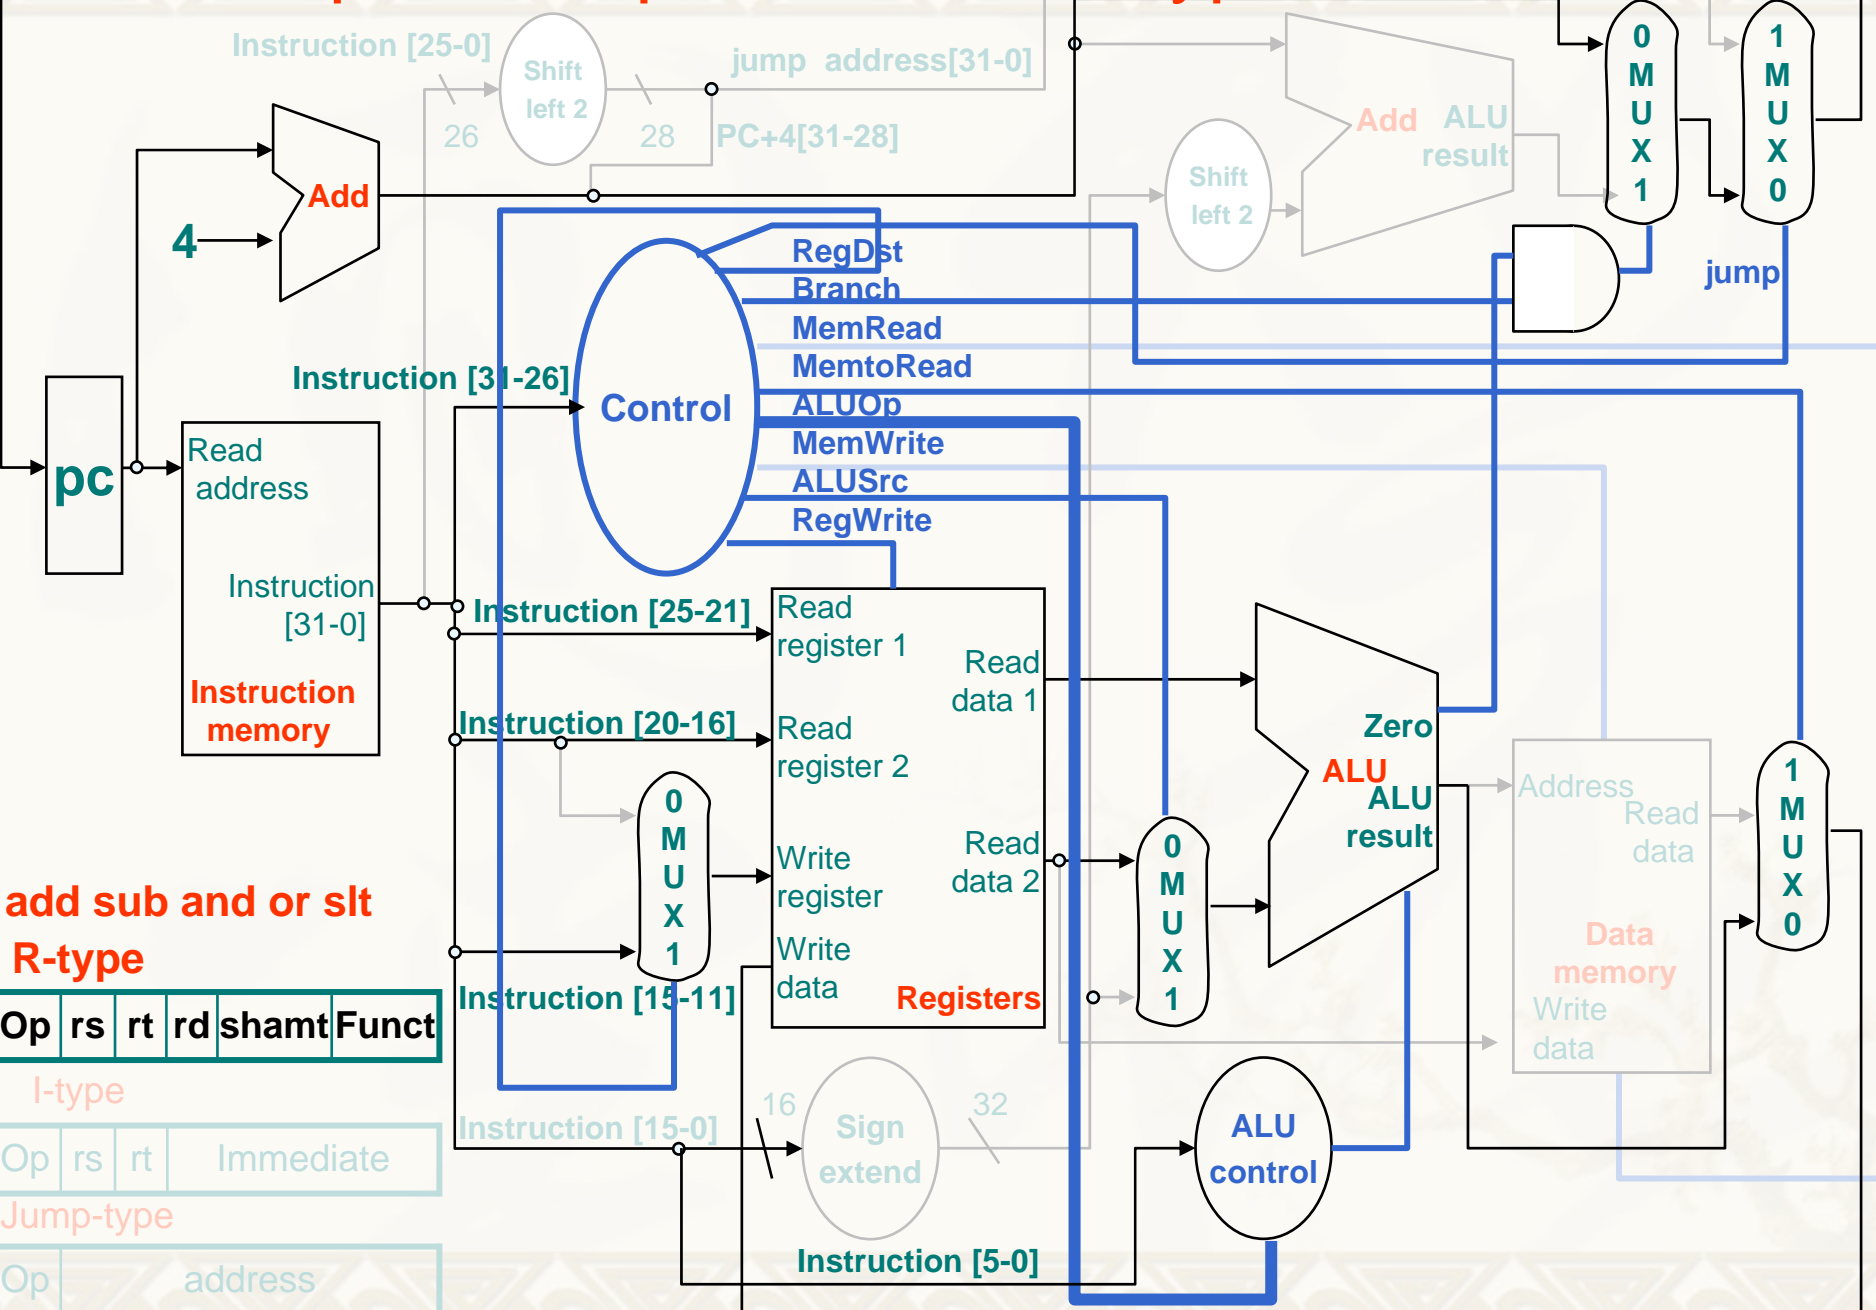 Instruction [25-0]
Shift
left 2
jump address[31-0]
26
28
PC+4[31-28]
Add
4
Add
ALU
result
Shift
left 2
0
M
U
X
1
1
M
U
X
0
jump
RegDst
Branch
MemRead
MemtoRead
ALUOp
MemWrite
ALUSrc
RegWrite
Instruction [31-26]
Control
pc
Read
address
Instruction
[31-0]
Instruction
memory
Instruction [25-21]
Read
register 1
Read
data 1
Instruction [20-16]
Read
register 2
0
M
U
X
1
Write
register
Read
data 2
Write
data
Registers
Instruction [15-11]
0
M
U
X
1
Zero
ALU
ALU
result
Address
Read
data
Data
memory
Write
data
1
M
U
X
0
add sub and or slt
R-type
Op rs rt rd shamt Funct
I-type
Op rs rt Immediate
Jump-type
Op address
Instruction [15-0]
16
Sign
extend
32
ALU
control
Instruction [5-0]